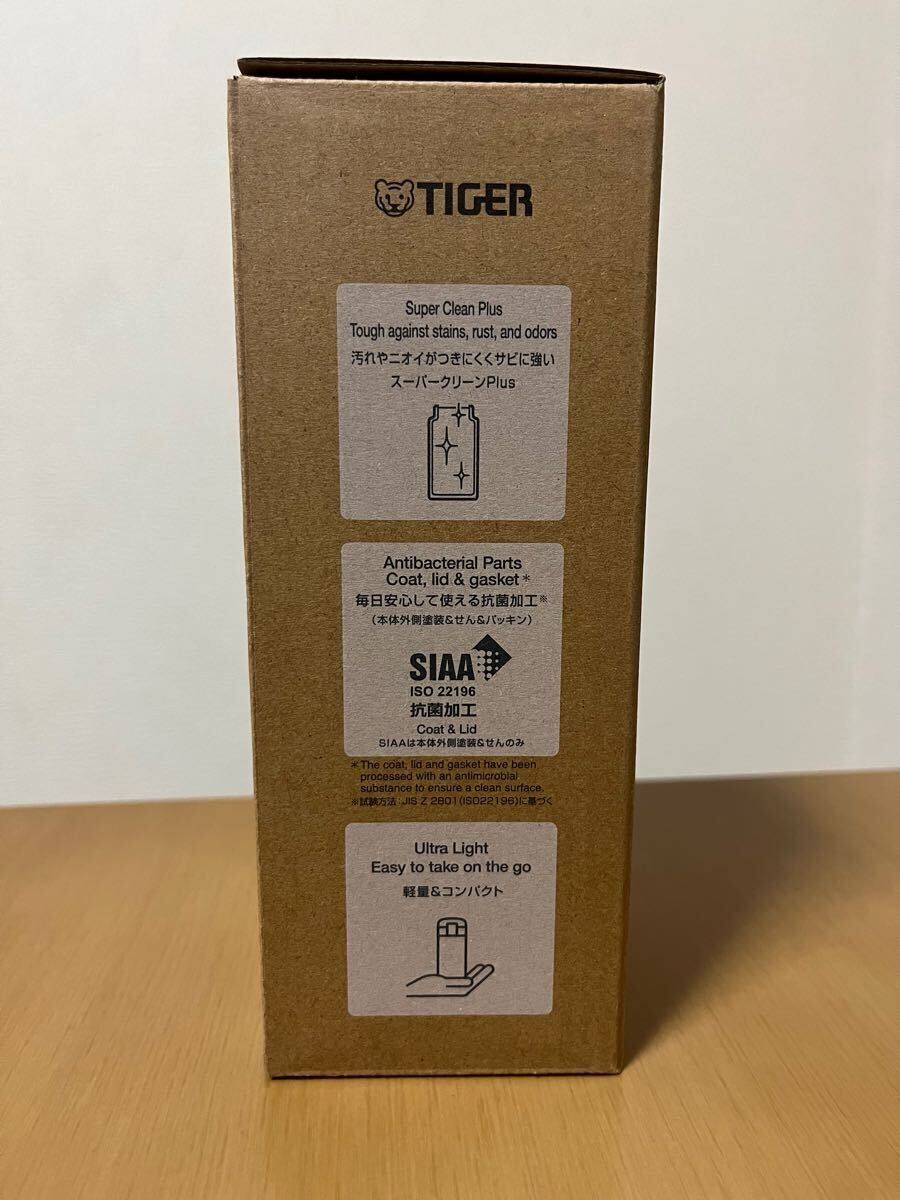 TIGER
Super Clean Plus
Tough against stains, rust, and odors
汚れやニオイがつきにくくサビに強い
スーパークリーンPlus
Antibacterial Parts
Coat, lid & gasket*
毎日安心して使える抗菌加工※
(本体外側塗装&せん&パッキン)
SIAA
ISO 22196
抗菌加工
Coat & Lid
SIAAは本体外側塗装&せんのみ
*The coat, lid and gasket have been
processed with an antimicrobial
substance to ensure a clean surface.
※試験方法:JIS Z 2801(ISO22196)に基づく
Ultra Light
Easy to take on the go
軽量&コンパクト